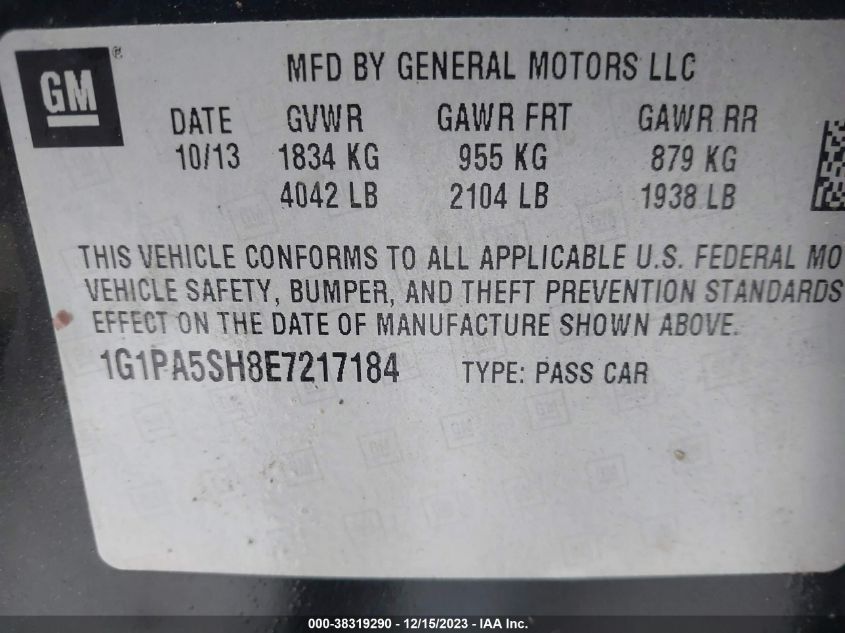 GM ®
MFD BY GENERAL MOTORS LLC
DATE GVWR GAWR FRT GAWR RR
10/13 1834 KG 955 KG 879 KG
4042 LB 2104 LB 1938 LB
THIS VEHICLE CONFORMS TO ALL APPLICABLE U.S. FEDERAL MO
VEHICLE SAFETY, BUMPER, AND THEFT PREVENTION STANDARDS
EFFECT ON THE DATE OF MANUFACTURE SHOWN ABOVE.
1G1PA5SH8E7217184 TYPE: PASS CAR
000-38319290 - 12/15/2023 - IAA Inc.